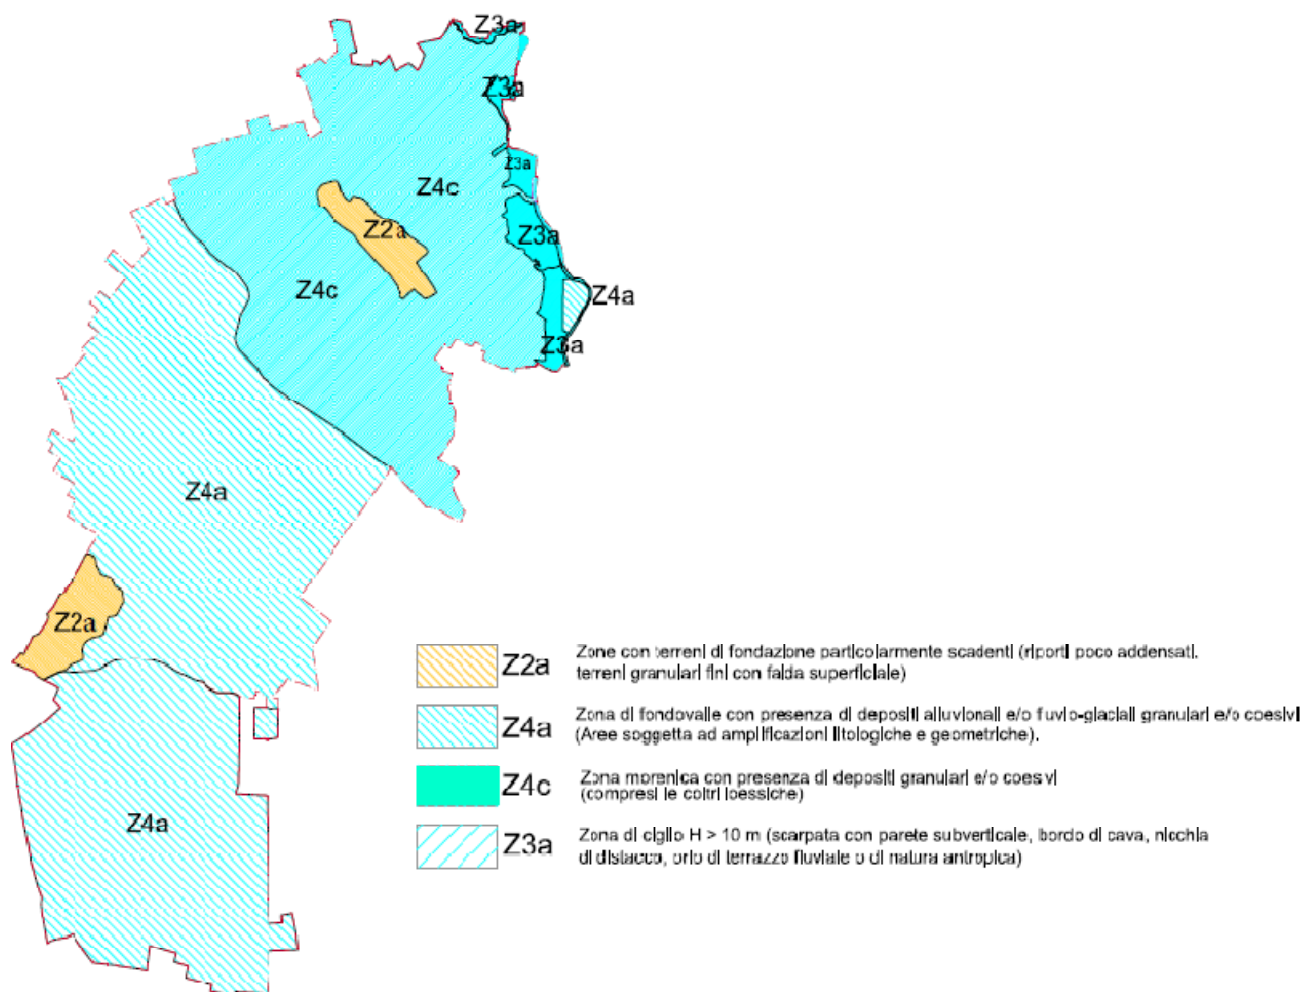 Z3a
Z3a
Z3a
Z4c
Z2a
Z3a
Z4c
Z4a
Z3a
Z4a
Z2a
Z4a
Z2a Zone con terreni di fondazione particolarmente scadenti (riporti poco addensati,
terreni granulari fini con falda superficiale)
Z4a Zona di fondovalle con presenza di depositi alluvionali e/o fluvio-glaciali granulari e/o coesivi
(Aree soggetta ad amplificazioni litologiche e geometriche).
Z4c Zona morenica con presenza di depositi granulari e/o coesivi
(compresi le coltri loessiche)
Z3a Zona di ciglio H > 10 m (scarpata con parete subverticale, bordo di cava, nicchia
di distacco, orlo di terrazzo fluviale o di natura antropica)